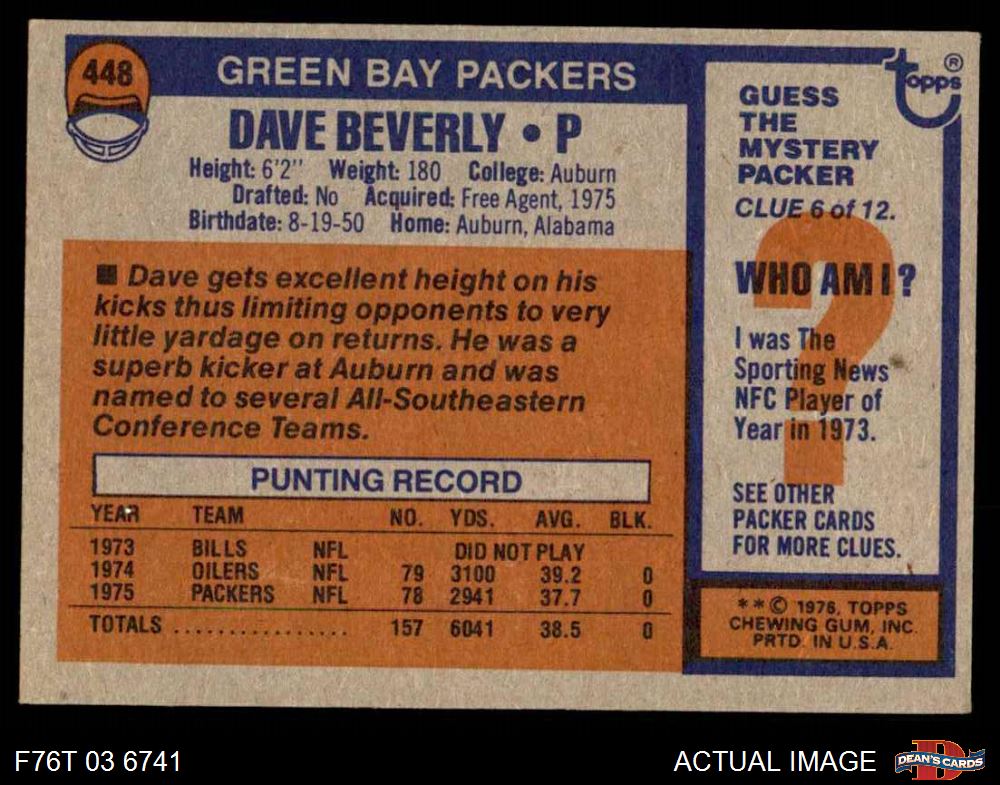 448
GREEN BAY PACKERS
DAVE BEVERLY • P
Height: 6'2" Weight: 180 College: Auburn
Drafted: No Acquired: Free Agent, 1975
Birthdate: 8-19-50 Home: Auburn, Alabama
■ Dave gets excellent height on his
kicks thus limiting opponents to very
little yardage on returns. He was a
superb kicker at Auburn and was
named to several All-Southeastern
Conference Teams.
PUNTING RECORD
YEAR TEAM NO. YDS. AVG. BLK.
1973 BILLS NFL DID NOT PLAY
1974 OILERS NFL 79 3100 39.2 0
1975 PACKERS NFL 78 2941 37.7 0
TOTALS ................ 157 6041 38.5 0
topps ®
GUESS
THE
MYSTERY
PACKER
CLUE 6 of 12.
?
WHO AM I?
I was The
Sporting News
NFC Player of
Year in 1973.
SEE OTHER
PACKER CARDS
FOR MORE CLUES.
* * © 1976, TOPPS
CHEWING GUM, INC.
PRTD. IN U.S.A.
F76T 03 6741
ACTUAL IMAGE
D
DEAN'S CARDS